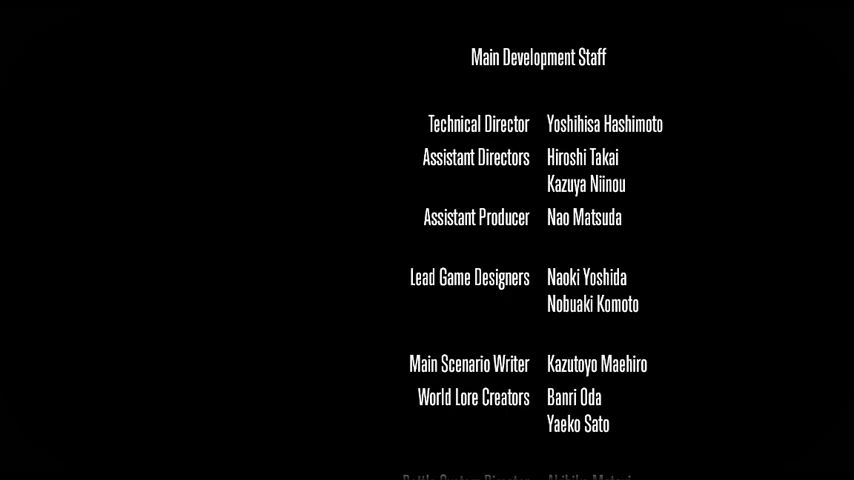 Main Development Staff
Technical Director Yoshihisa Hashimoto
Assistant Directors Hiroshi Takai
Kazuya Niinou
Assistant Producer Nao Matsuda
Lead Game Designers Naoki Yoshida
Nobuaki Komoto
Main Scenario Writer Kazutoyo Maehiro
World Lore Creators Banri Oda
Yaeko Sato